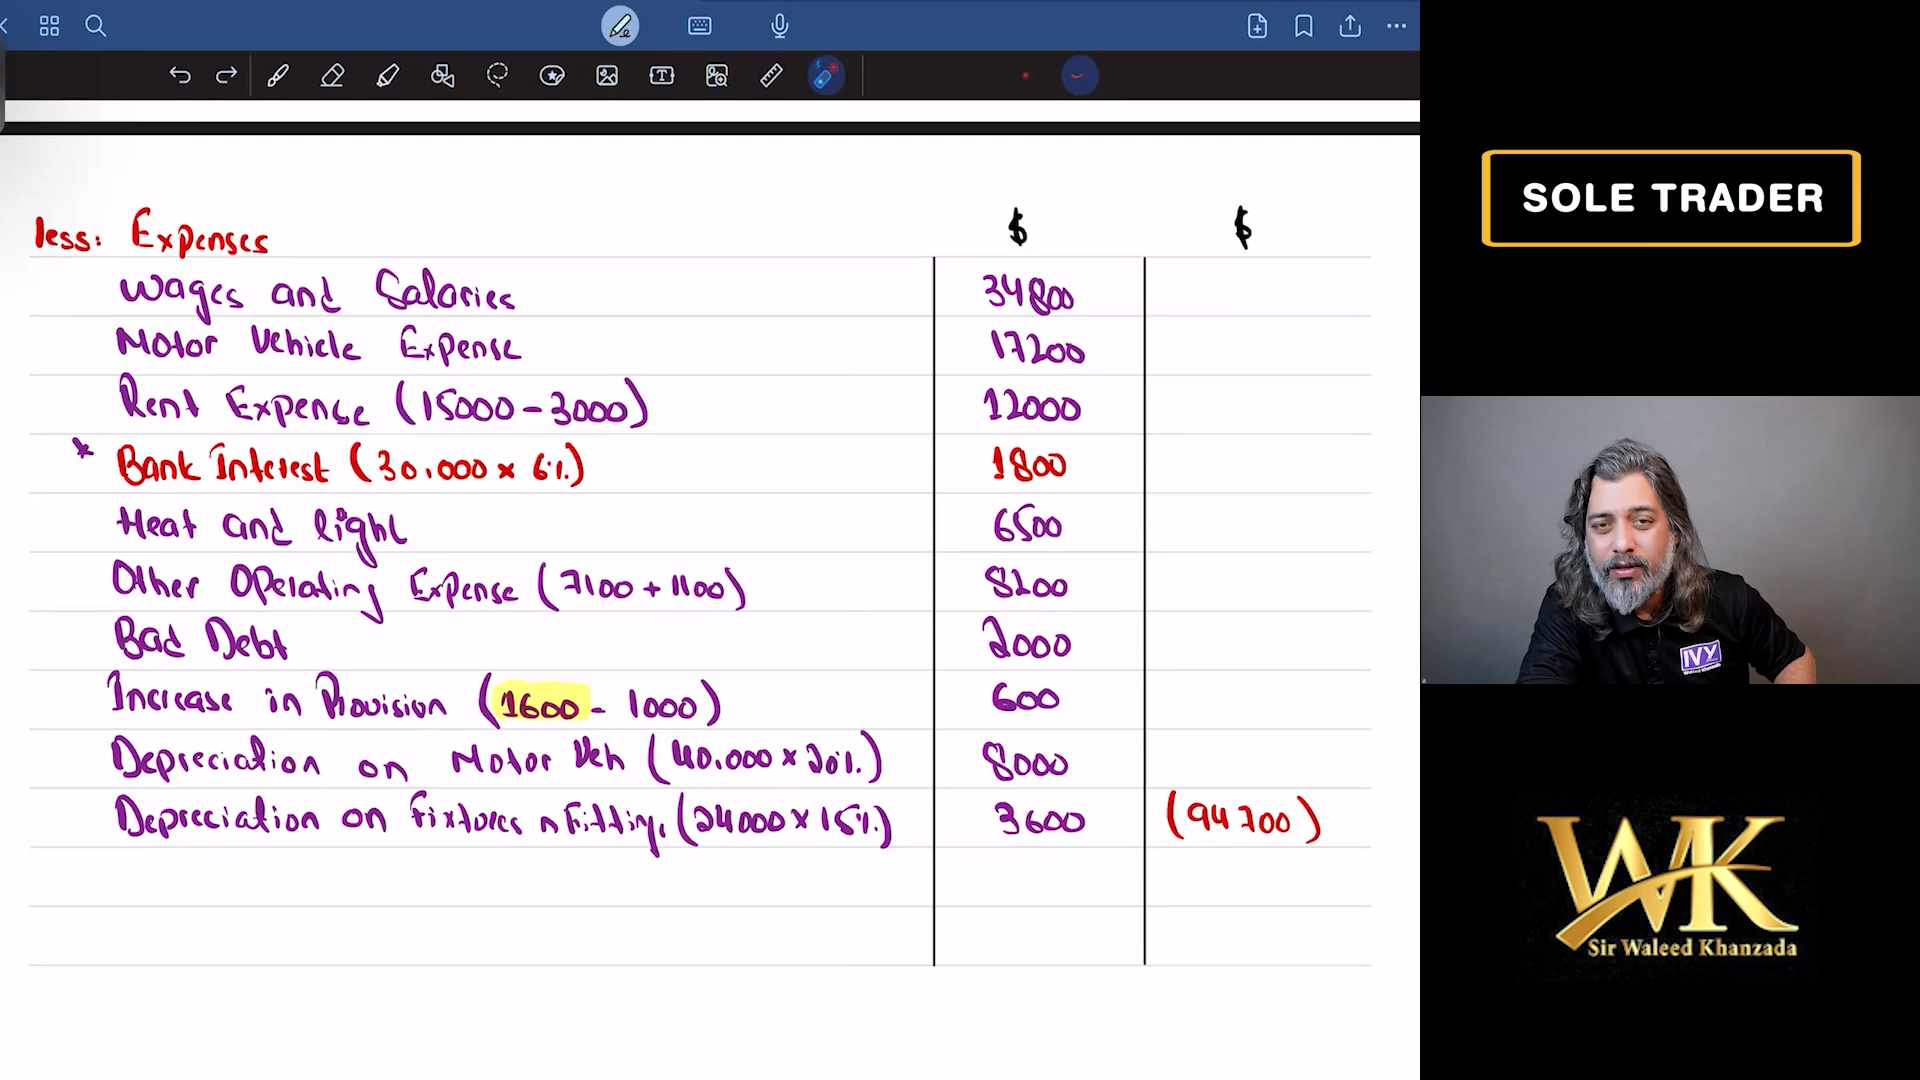 less: Expenses $ $
Wages and Salaries 34800
Motor Vehicle Expense 17200
Rent Expense (15000-3000) 12000
* Bank Interest (30,000 × 6%) 1800
Heat and light 6500
Other Operating Expense (7100 + 1100) 8200
Bad Debt 2000
Increase in Provision (1600 - 1000) 600
Depreciation on Motor Veh (40,000 × 20%) 8000
Depreciation on Fixtures n Fitting. (24000 × 15%) 3600 (94700)
SOLE TRADER
IVY
WK
Sir Waleed Khanzada